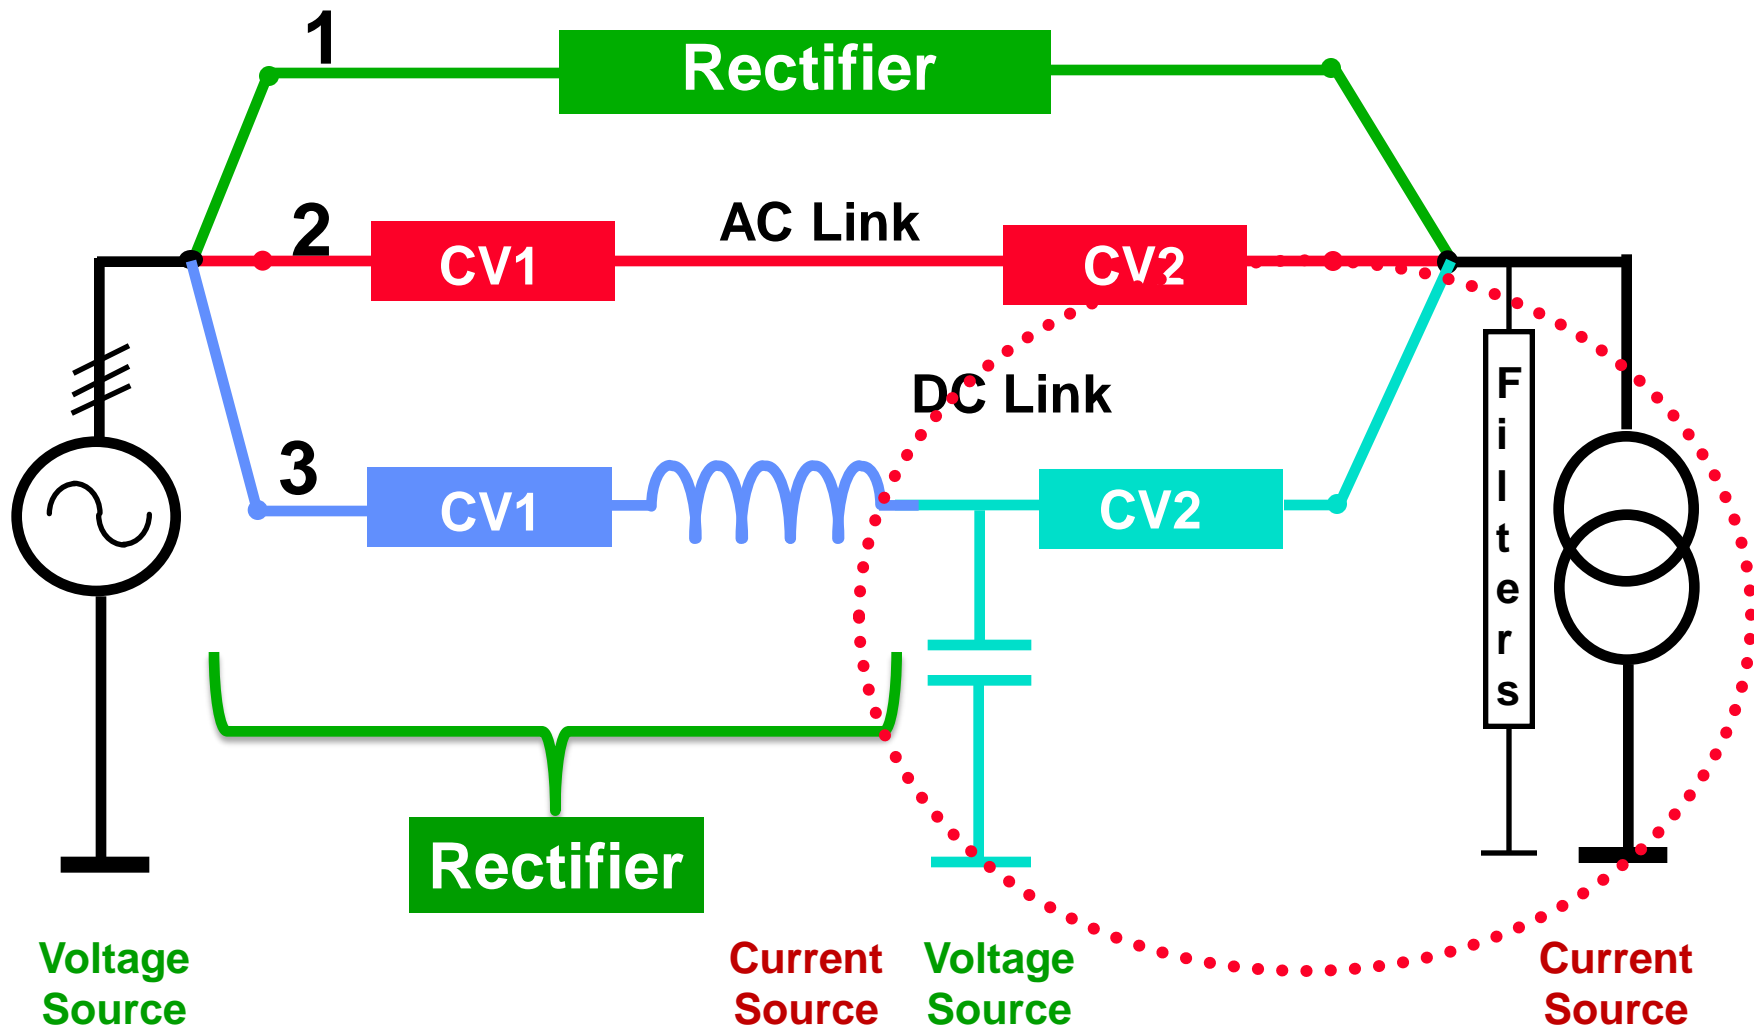 1
Rectifier
2
CV1
AC Link
CV2
DC Link
3
CV1
CV2
Filters
Rectifier
Voltage
Source
Current
Source
Voltage
Source
Current
Source